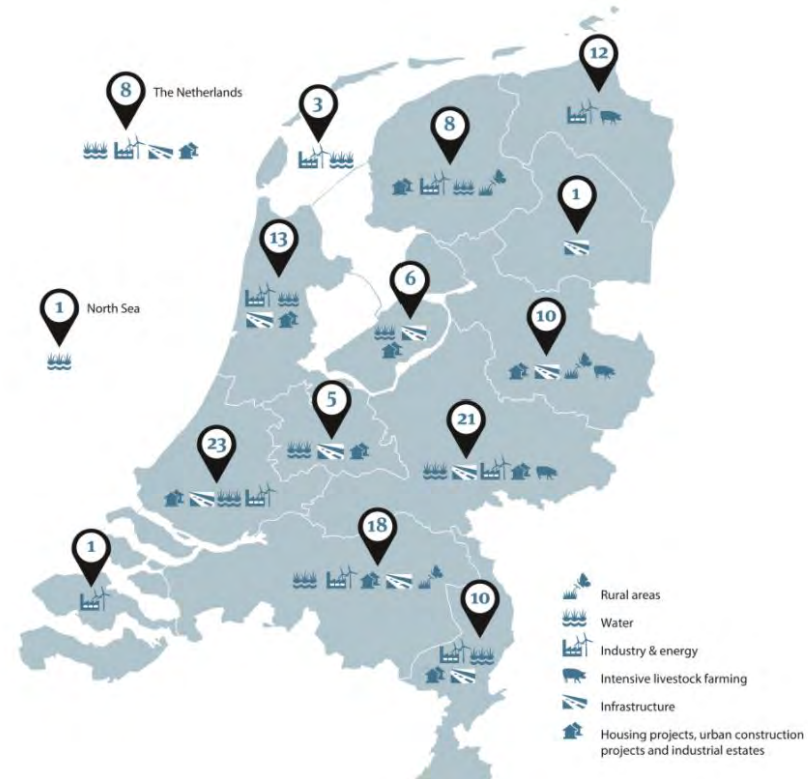 12
8
The Netherlands
3
8
1
13
6
1
North Sea
10
5
21
23
18
1
10
Rural areas
Water
Industry & energy
Intensive livestock farming
Infrastructure
Housing projects, urban construction
projects and industrial estates